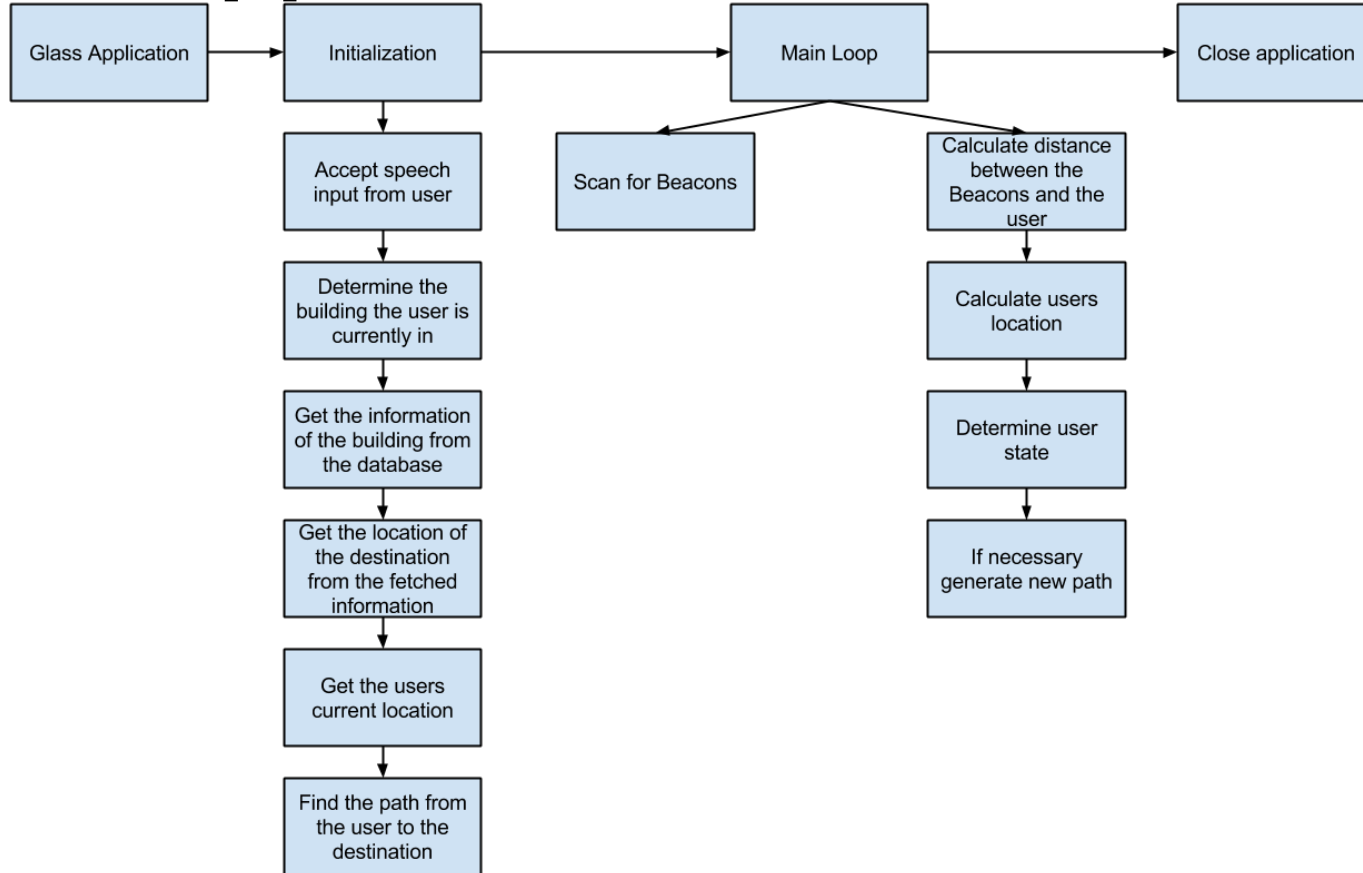 Glass Application
Initialization
Main Loop
Close application
Accept speech
input from user
Scan for Beacons
Calculate distance
between the
Beacons and the
user
Determine the
building the user is
currently in
Calculate users
location
Get the information
of the building from
the database
Determine user
state
Get the location of
the destination
from the fetched
information
If necessary
generate new path
Get the users
current location
Find the path from
the user to the
destination